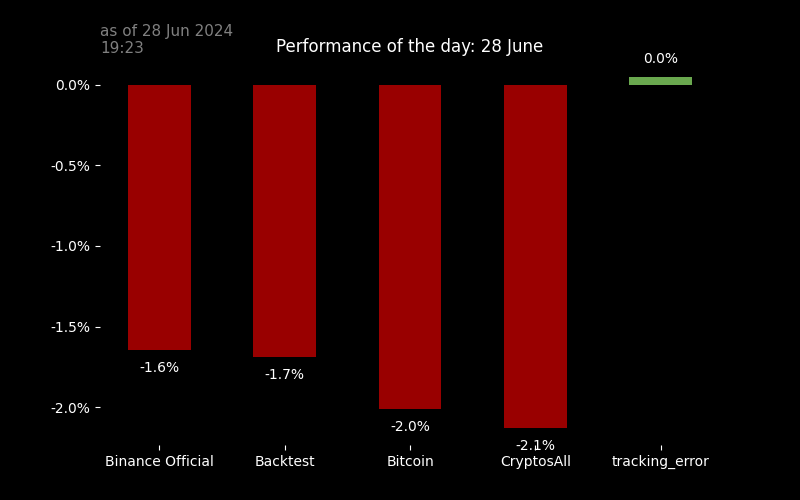 as of 28 Jun 2024
19:23
Performance of the day: 28 June
0.0%
0.0%
-0.5%
-1.0%
-1.5%
-2.0%
-1.6%
-1.7%
-2.0%
-2.1%
Binance Official
Backtest
Bitcoin
CryptosAll
tracking_error